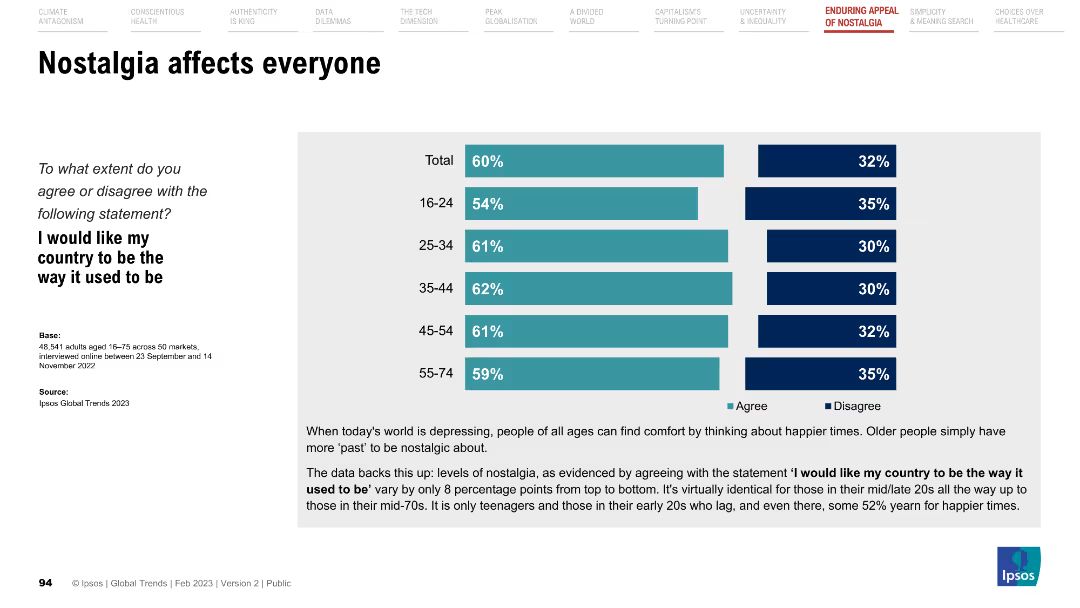 CLIMATE
ANTAGONISM
CONSCIENTIOUS
HEALTH
AUTHENTICITY
IS KING
DATA
DILEMMAS
THE TECH
DIMENSION
PEAK
GLOBALISATION
A DIVIDED
WORLD
CAPITALISM'S
TURNING POINT
UNCERTAINTY
& INEQUALITY
ENDURING APPEAL
OF NOSTALGIA
SIMPLICITY
& MEANING SEARCH
CHOICES OVER
HEALTHCARE
Nostalgia affects everyone
To what extent do you
agree or disagree with the
following statement?
I would like my
country to be the
way it used to be
Base:
48,541 adults aged 16–75 across 50 markets,
interviewed online between 23 September and 14
November 2022
Source:
Ipsos Global Trends 2023
Total 60% 32%
16-24 54% 35%
25-34 61% 30%
35-44 62% 30%
45-54 61% 32%
55-74 59% 35%
Agree Disagree
When today's world is depressing, people of all ages can find comfort by thinking about happier times. Older people simply have
more 'past' to be nostalgic about.
The data backs this up: levels of nostalgia, as evidenced by agreeing with the statement 'I would like my country to be the way it
used to be' vary by only 8 percentage points from top to bottom. It's virtually identical for those in their mid/late 20s all the way up to
those in their mid-70s. It is only teenagers and those in their early 20s who lag, and even there, some 52% yearn for happier times.
94 © Ipsos | Global Trends | Feb 2023 | Version 2 | Public
Ipsos